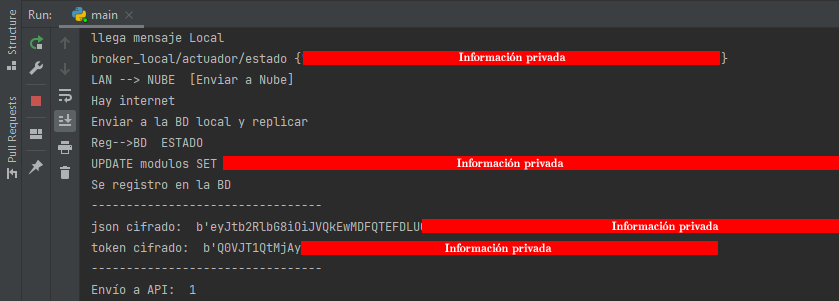 Run:
main
Structure
Pull Requests
llega mensaje Local
broker_local/actuador/estado { Información privada }
LAN --> NUBE  [Enviar a Nube]
Hay internet
Enviar a la BD local y replicar
Reg-->BD  ESTADO
UPDATE modulos SET Información privada
Se registro en la BD
--------------------------------
json cifrado:  b'eyJtb2RlbG8iOiJVQkEwMDFQTEFDLU Información privada
token cifrado:  b'Q0VJT1QtMjAy Información privada
--------------------------------
Envío a API:  1